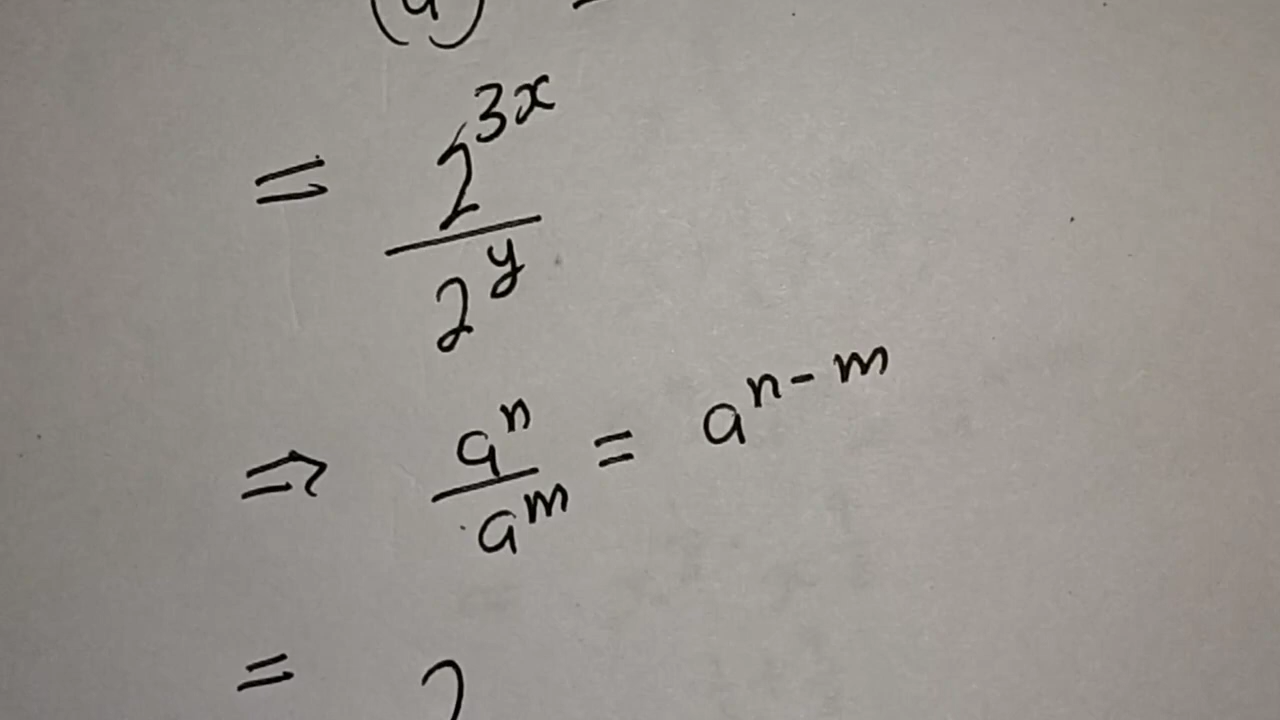 = 2^{3x} / 2^y
⇒ a^n / a^m = a^{n-m}
= 2